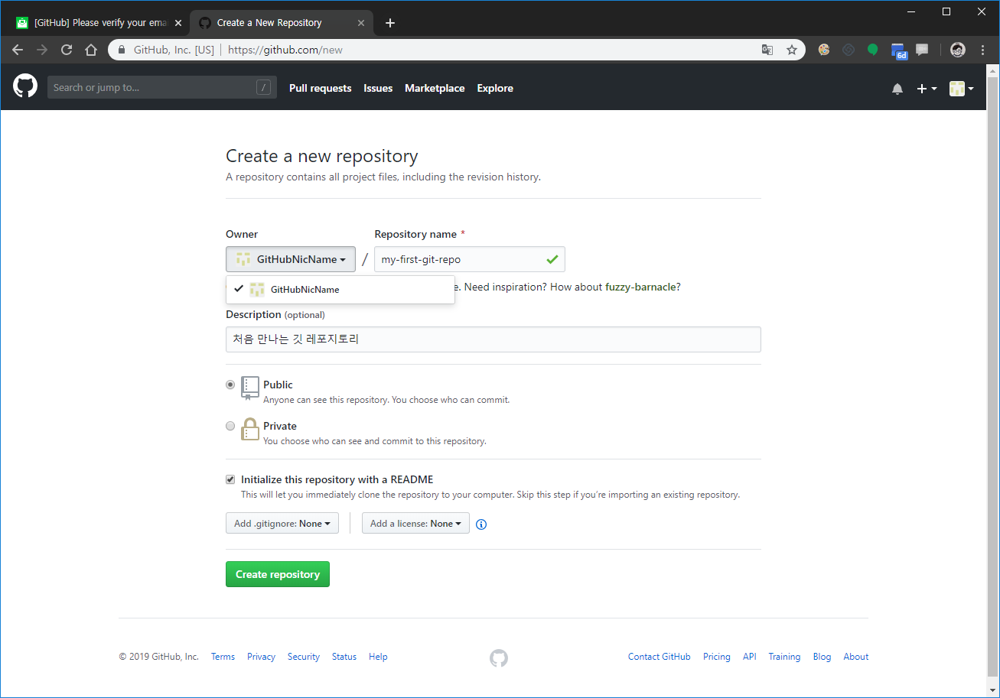 [GitHub] Please verify your ema
Create a New Repository
GitHub, Inc. [US]
https://github.com/new
6d
Search or jump to...
/
Pull requests
Issues
Marketplace
Explore
Create a new repository
A repository contains all project files, including the revision history.
Owner
Repository name *
GitHubNicName
/
my-first-git-repo
GitHubNicName
e. Need inspiration? How about fuzzy-barnacle?
Description (optional)
처음 만나는 깃 레포지토리
Public
Anyone can see this repository. You choose who can commit.
Private
You choose who can see and commit to this repository.
Initialize this repository with a README
This will let you immediately clone the repository to your computer. Skip this step if you're importing an existing repository.
Add .gitignore: None
Add a license: None
Create repository
© 2019 GitHub, Inc.
Terms
Privacy
Security
Status
Help
Contact GitHub
Pricing
API
Training
Blog
About